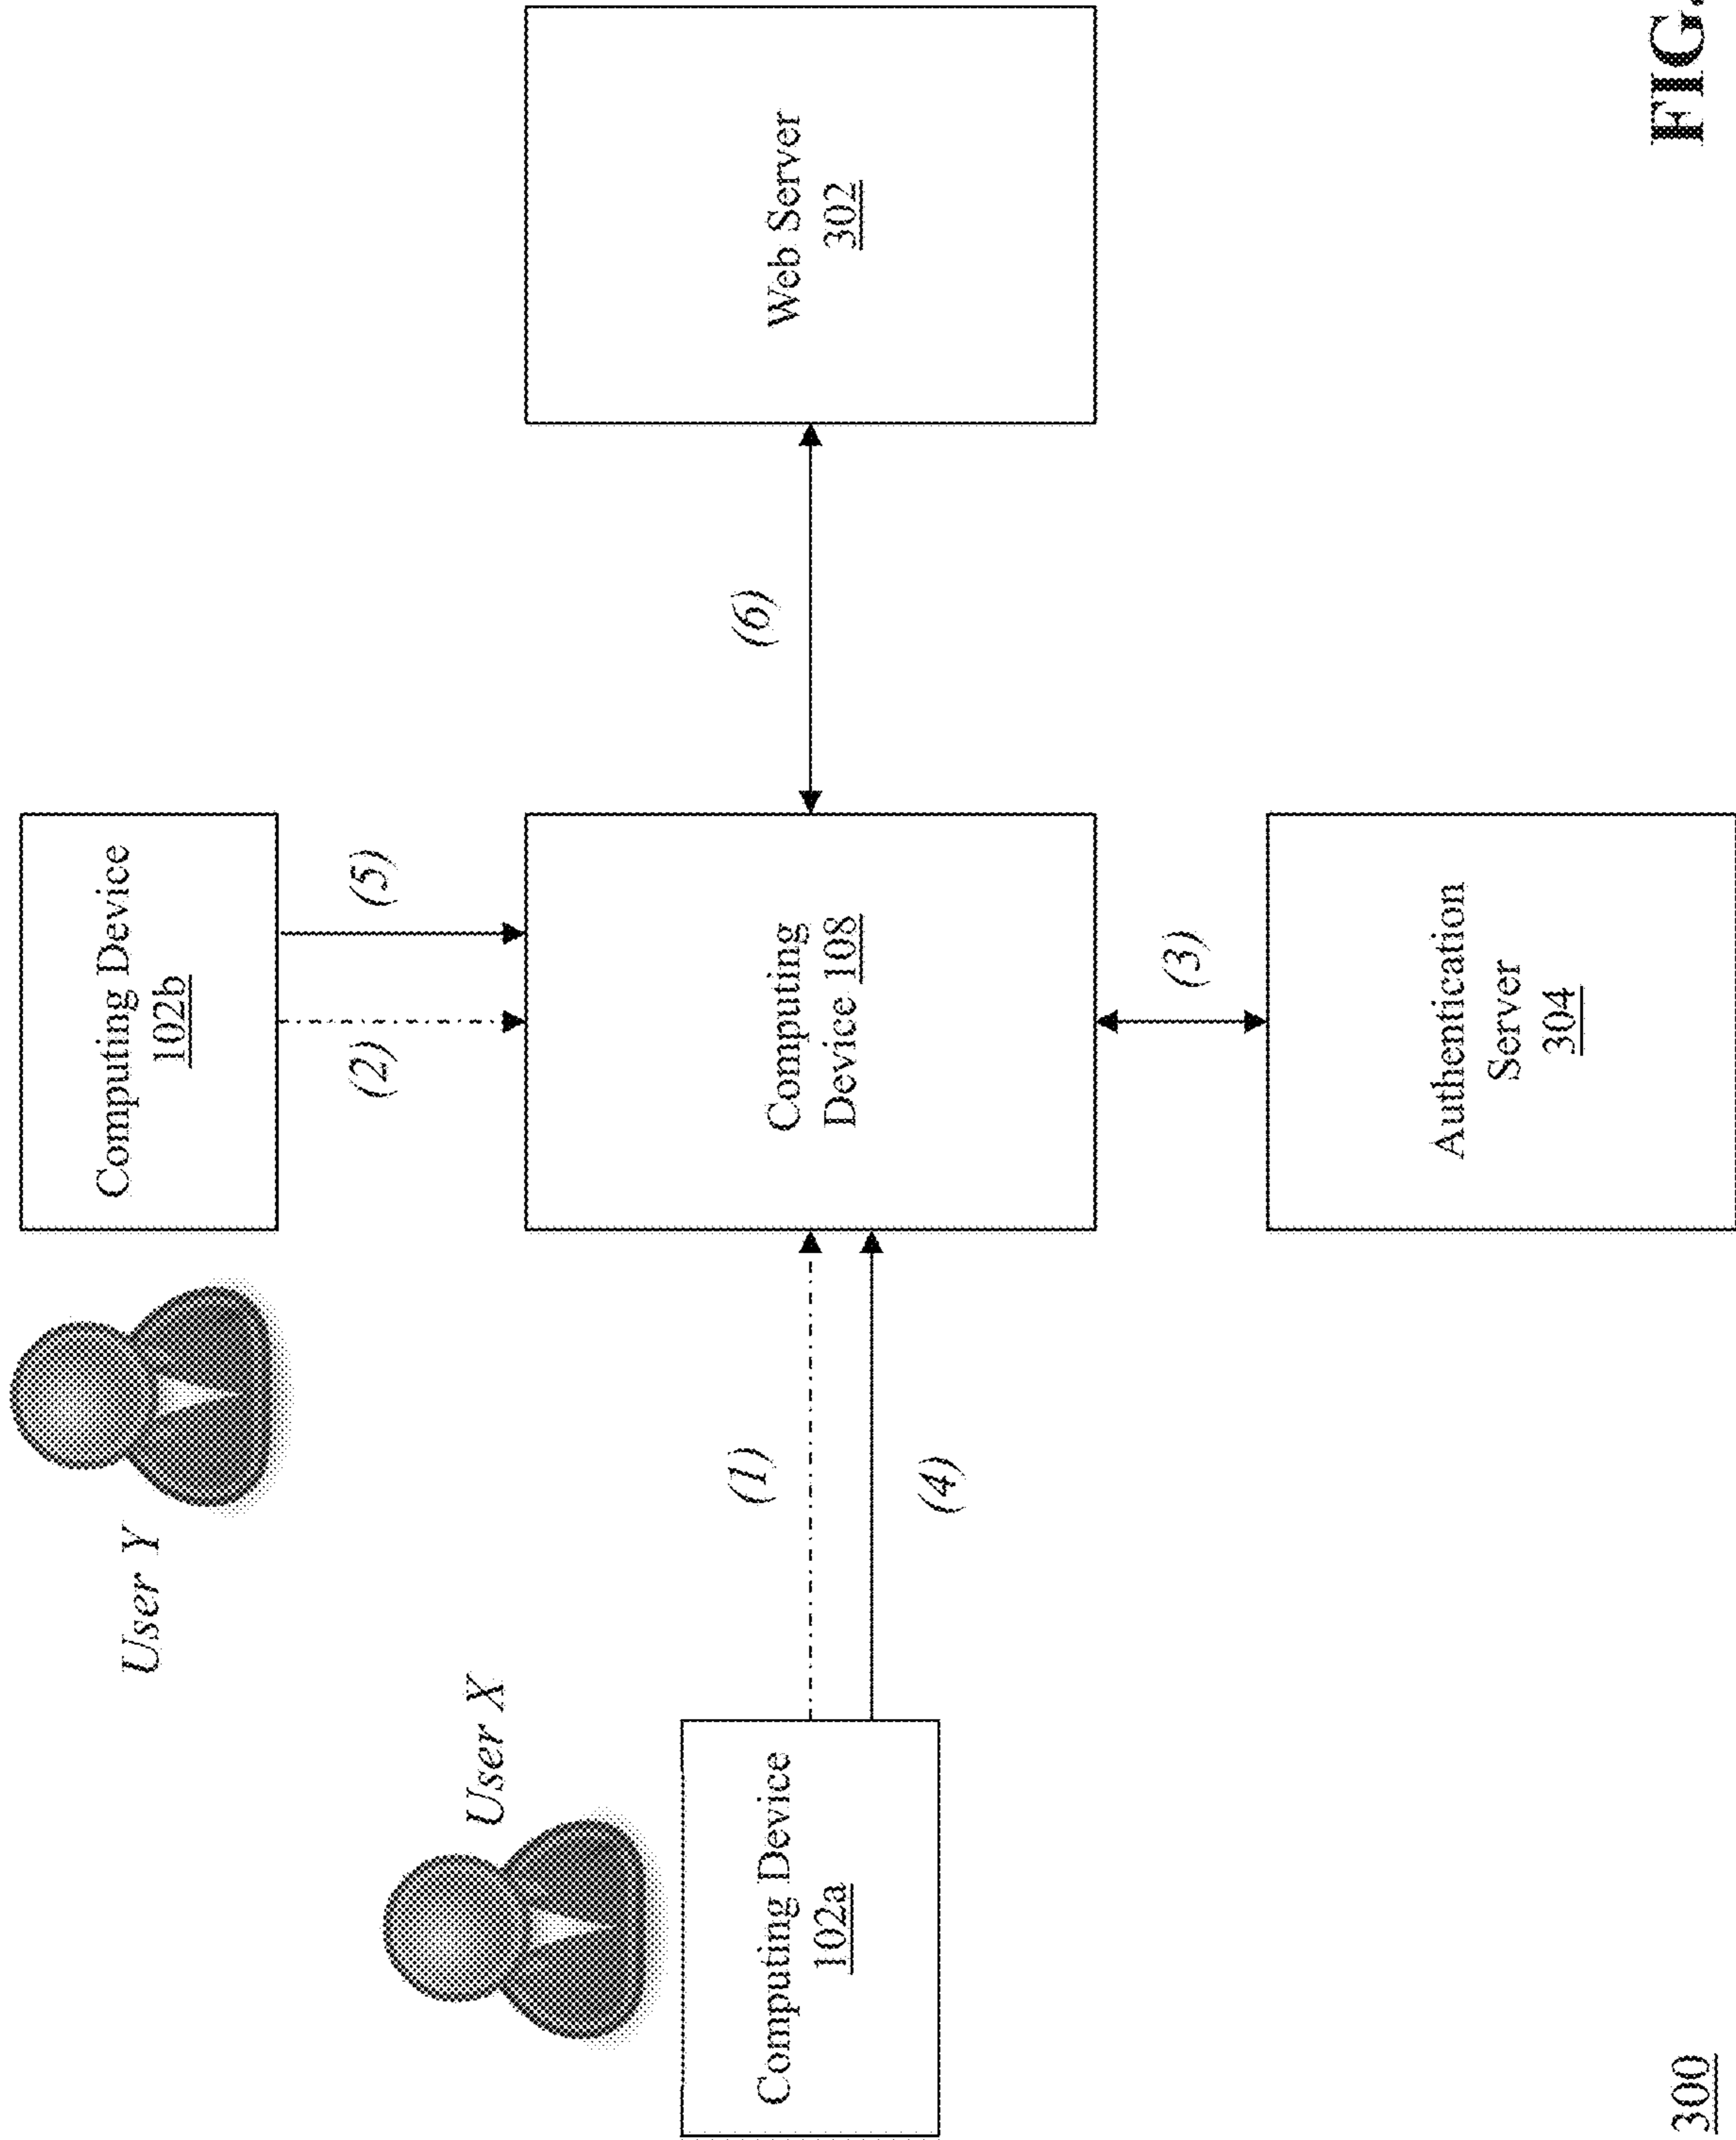 User Y
Computing Device
102b
(2)
(5)
User X
Computing Device
102a
(1)
(4)
Computing
Device 108
(6)
Web Server
302
(3)
Authentication
Server
304
300
FIG.